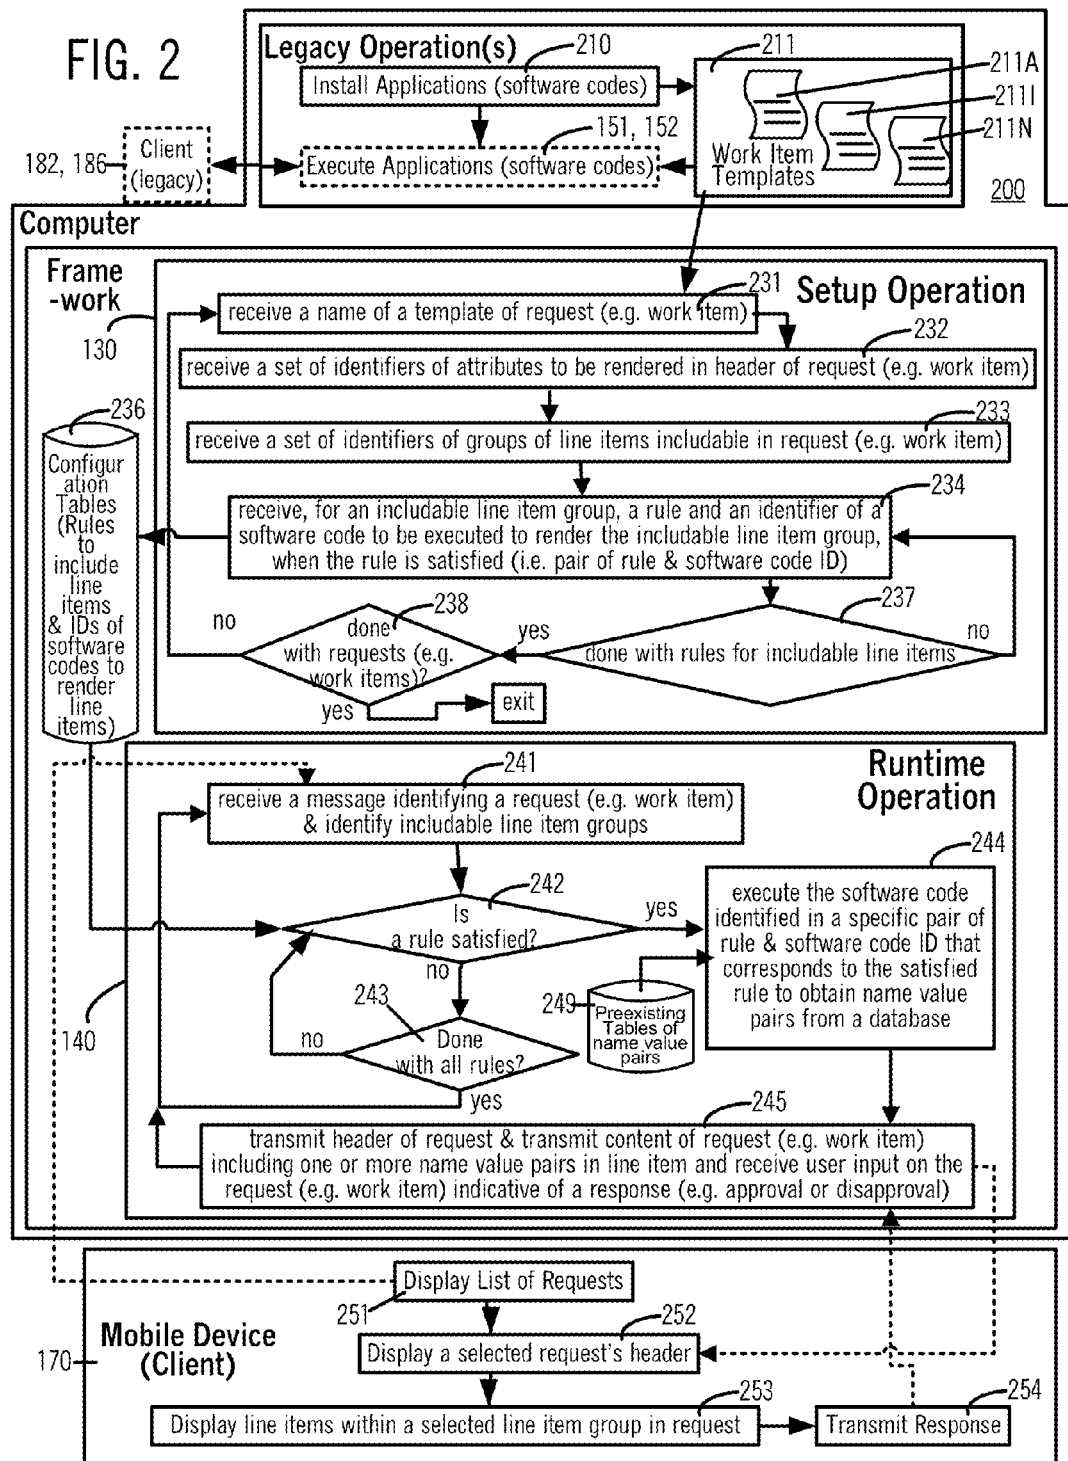 FIG. 2
Legacy Operation(s)
210
211
211A
211I
211N
Install Applications (software codes)
151, 152
Execute Applications (software codes)
Work Item
Templates
182, 186
Client
(legacy)
200
Computer
Frame
-work
130
Setup Operation
231
receive a name of a template of request (e.g. work item)
232
receive a set of identifiers of attributes to be rendered in header of request (e.g. work item)
233
receive a set of identifiers of groups of line items includable in request (e.g. work item)
234
receive, for an includable line item group, a rule and an identifier of a
software code to be executed to render the includable line item group,
when the rule is satisfied (i.e. pair of rule & software code ID)
236
Configur
ation
Tables
(Rules
to
include
line
items
& IDs of
software
codes to
render
line
items)
237
done with rules for includable line items
no
yes
238
done
with requests (e.g.
work items)?
no
yes
exit
Runtime
Operation
140
241
receive a message identifying a request (e.g. work item)
& identify includable line item groups
242
Is
a rule satisfied?
yes
no
243
Done
with all rules?
no
yes
249
Preexisting
Tables of
name value
pairs
244
execute the software code
identified in a specific pair of
rule & software code ID that
corresponds to the satisfied
rule to obtain name value
pairs from a database
245
transmit header of request & transmit content of request (e.g. work item)
including one or more name value pairs in line item and receive user input on the
request (e.g. work item) indicative of a response (e.g. approval or disapproval)
Mobile Device
(Client)
170
Display List of Requests
251
252
Display a selected request's header
253
Display line items within a selected line item group in request
254
Transmit Response